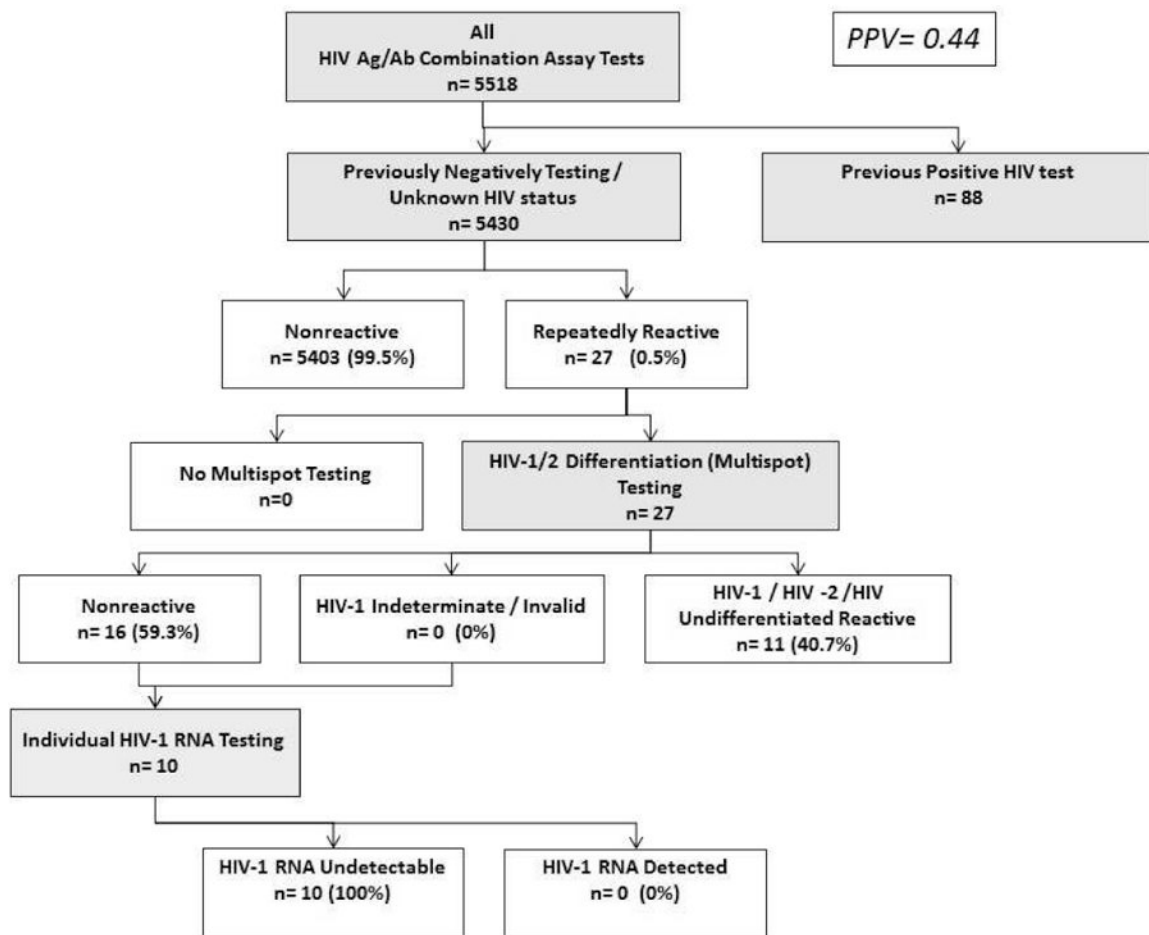 All
HIV Ag/Ab Combination Assay Tests
n= 5518
PPV= 0.44
Previously Negatively Testing /
Unknown HIV status
n= 5430
Previous Positive HIV test
n= 88
Nonreactive
n= 5403 (99.5%)
Repeatedly Reactive
n= 27 (0.5%)
No Multispot Testing
n=0
HIV-1/2 Differentiation (Multispot)
Testing
n= 27
Nonreactive
n= 16 (59.3%)
HIV-1 Indeterminate / Invalid
n= 0 (0%)
HIV-1 / HIV -2 /HIV
Undifferentiated Reactive
n= 11 (40.7%)
Individual HIV-1 RNA Testing
n= 10
HIV-1 RNA Undetectable
n= 10 (100%)
HIV-1 RNA Detected
n= 0 (0%)